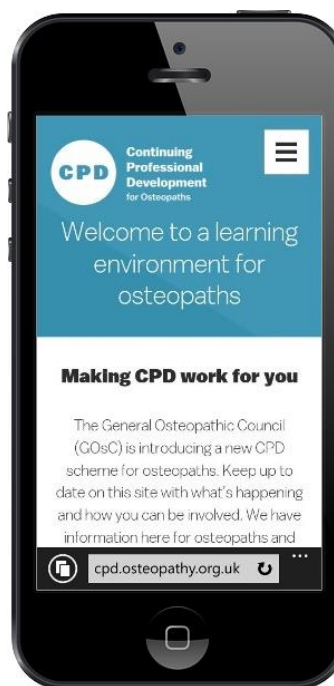 CPD
Continuing
Professional
Development
for Osteopaths
Welcome to a learning
environment for
osteopaths
Making CPD work for you
The General Osteopathic Council
(GOsC) is introducing a new CPD
scheme for osteopaths. Keep up to
date on this site with what's happening
and how you can be involved. We have
information here for osteopaths and
cpd.osteopathy.org.uk